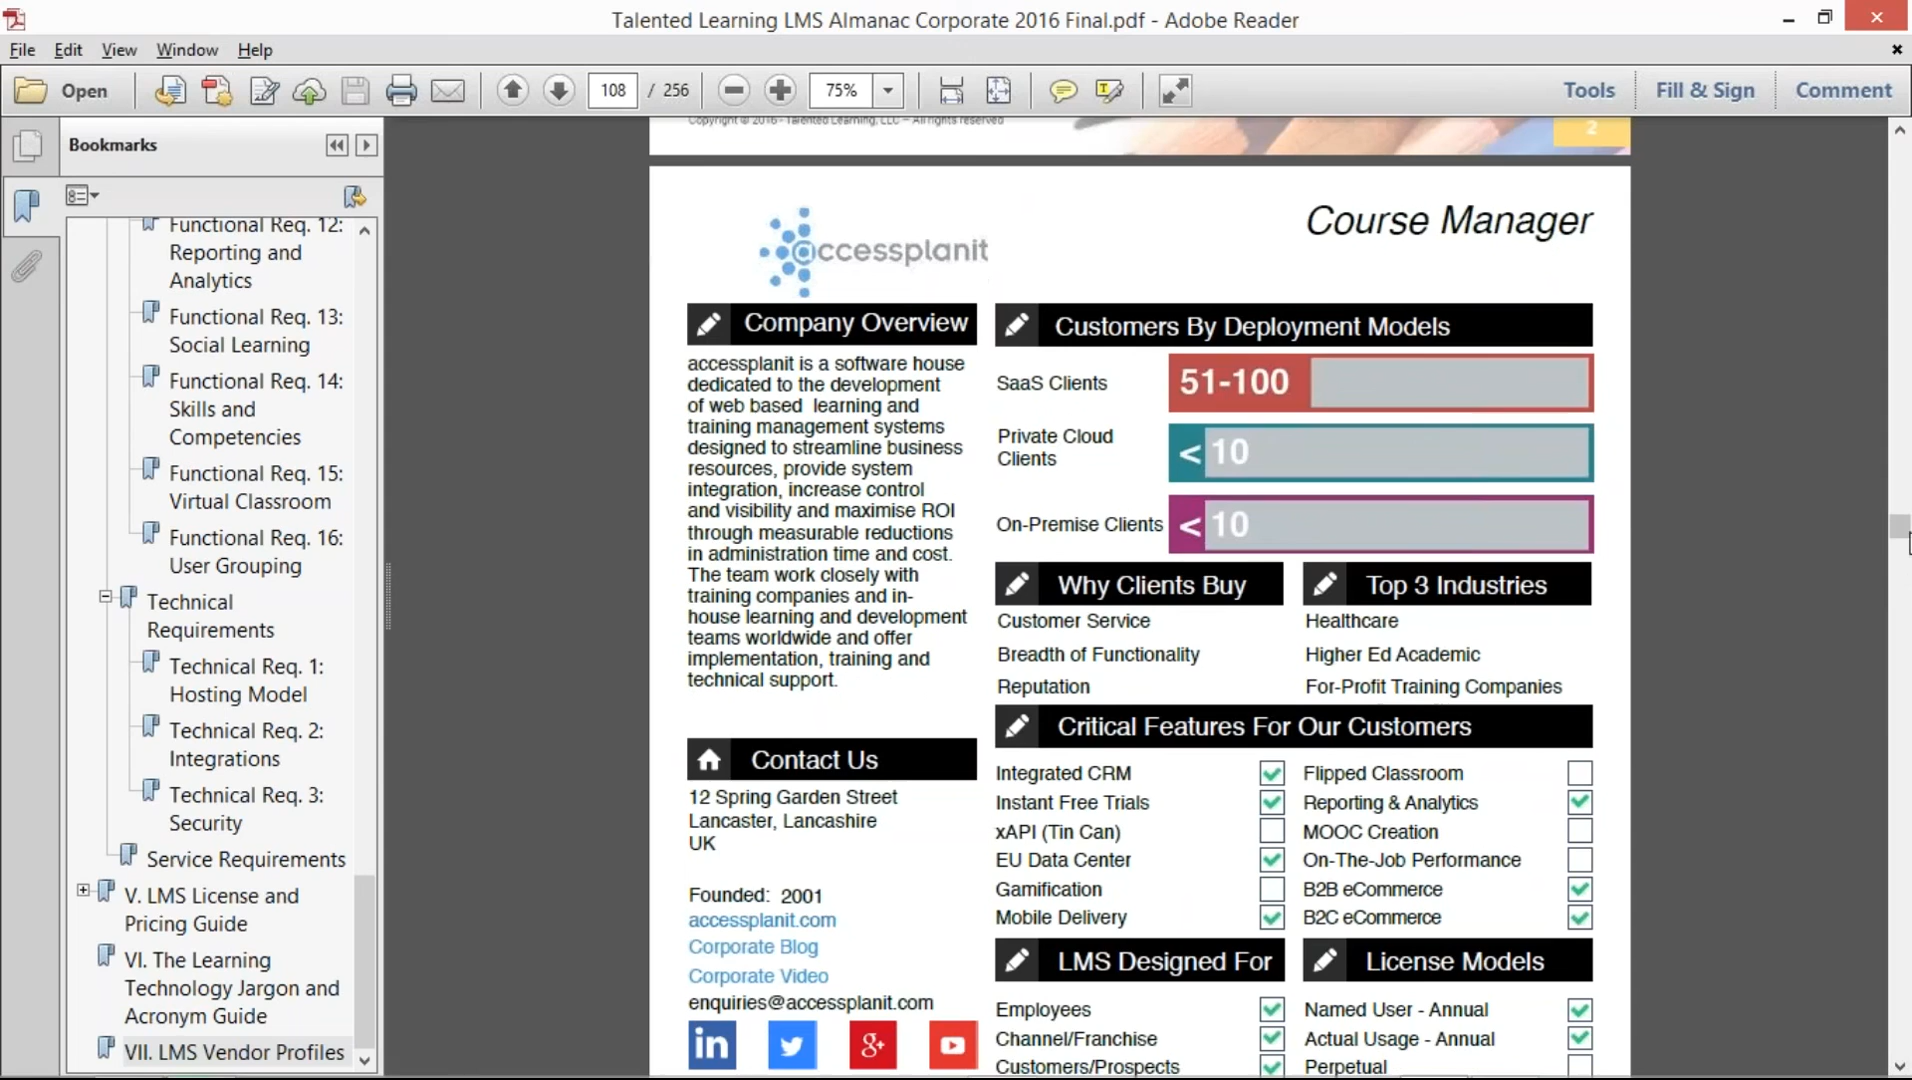 Talented Learning LMS Almanac Corporate 2016 Final.pdf - Adobe Reader
File Edit View Window Help
Open 108 / 256 75% Tools Fill & Sign Comment
Bookmarks
Functional Req. 12:
Reporting and
Analytics
Functional Req. 13:
Social Learning
Functional Req. 14:
Skills and
Competencies
Functional Req. 15:
Virtual Classroom
Functional Req. 16:
User Grouping
Technical
Requirements
Technical Req. 1:
Hosting Model
Technical Req. 2:
Integrations
Technical Req. 3:
Security
Service Requirements
V. LMS License and
Pricing Guide
VI. The Learning
Technology Jargon and
Acronym Guide
VII. LMS Vendor Profiles
Copyright © 2016 - Talented Learning, LLC – All rights reserved
2
@ccessplanit
Course Manager
Company Overview
accessplanit is a software house
dedicated to the development
of web based learning and
training management systems
designed to streamline business
resources, provide system
integration, increase control
and visibility and maximise ROI
through measurable reductions
in administration time and cost.
The team work closely with
training companies and in-
house learning and development
teams worldwide and offer
implementation, training and
technical support.
Contact Us
12 Spring Garden Street
Lancaster, Lancashire
UK
Founded: 2001
accessplanit.com
Corporate Blog
Corporate Video
enquiries@accessplanit.com
in g+
Customers By Deployment Models
SaaS Clients 51-100
Private Cloud
Clients
< 10
On-Premise Clients < 10
Why Clients Buy
Customer Service
Breadth of Functionality
Reputation
Top 3 Industries
Healthcare
Higher Ed Academic
For-Profit Training Companies
Critical Features For Our Customers
Integrated CRM Flipped Classroom
Instant Free Trials Reporting & Analytics
xAPI (Tin Can) MOOC Creation
EU Data Center On-The-Job Performance
Gamification B2B eCommerce
Mobile Delivery B2C eCommerce
LMS Designed For License Models
Employees Named User - Annual
Channel/Franchise Actual Usage - Annual
Customers/Prospects Perpetual